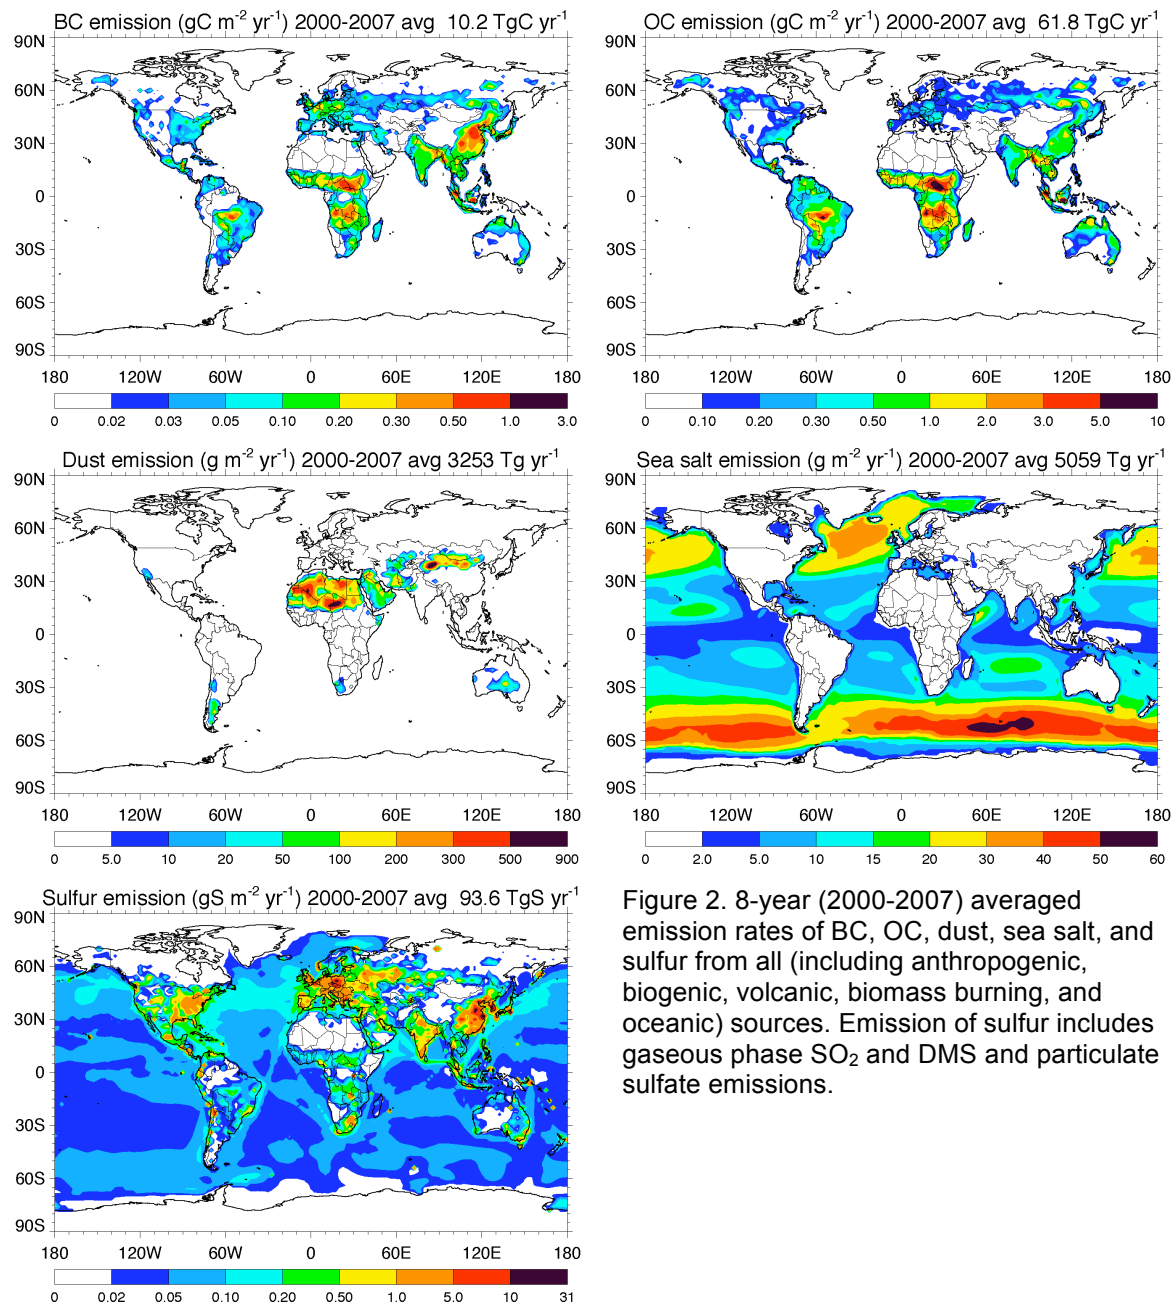 BC emission (gC m⁻² yr⁻¹) 2000-2007 avg 10.2 TgC yr⁻¹
90N
60N
30N
0
30S
60S
90S
180 120W 60W 0 60E 120E 180
0 0.02 0.03 0.05 0.10 0.20 0.30 0.50 1.0 3.0
OC emission (gC m⁻² yr⁻¹) 2000-2007 avg 61.8 TgC yr⁻¹
90N
60N
30N
0
30S
60S
90S
180 120W 60W 0 60E 120E 180
0 0.10 0.20 0.30 0.50 1.0 2.0 3.0 5.0 10
Dust emission (g m⁻² yr⁻¹) 2000-2007 avg 3253 Tg yr⁻¹
90N
60N
30N
0
30S
60S
90S
180 120W 60W 0 60E 120E 180
0 5.0 10 20 50 100 200 300 500 900
Sea salt emission (g m⁻² yr⁻¹) 2000-2007 avg 5059 Tg yr⁻¹
90N
60N
30N
0
30S
60S
90S
180 120W 60W 0 60E 120E 180
0 2.0 5.0 10 15 20 30 40 50 60
Sulfur emission (gS m⁻² yr⁻¹) 2000-2007 avg 93.6 TgS yr⁻¹
90N
60N
30N
0
30S
60S
90S
180 120W 60W 0 60E 120E 180
0 0.02 0.05 0.10 0.20 0.50 1.0 5.0 10 31
Figure 2. 8-year (2000-2007) averaged
emission rates of BC, OC, dust, sea salt, and
sulfur from all (including anthropogenic,
biogenic, volcanic, biomass burning, and
oceanic) sources. Emission of sulfur includes
gaseous phase SO₂ and DMS and particulate
sulfate emissions.